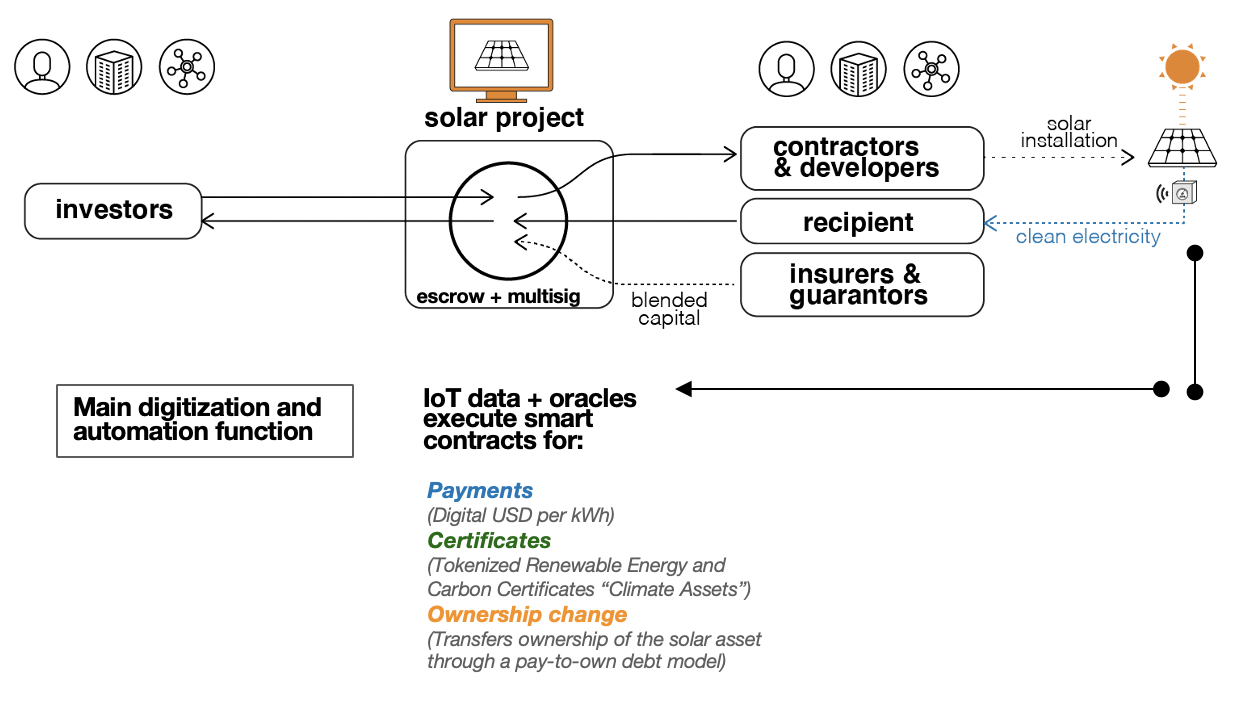 solar project
contractors
& developers
solar
installation
investors
recipient
clean electricity
escrow + multisig
insurers &
guarantors
blended
capital
Main digitization and
automation function
IoT data + oracles
execute smart
contracts for:
Payments
(Digital USD per kWh)
Certificates
(Tokenized Renewable Energy and
Carbon Certificates “Climate Assets”)
Ownership change
(Transfers ownership of the solar asset
through a pay-to-own debt model)